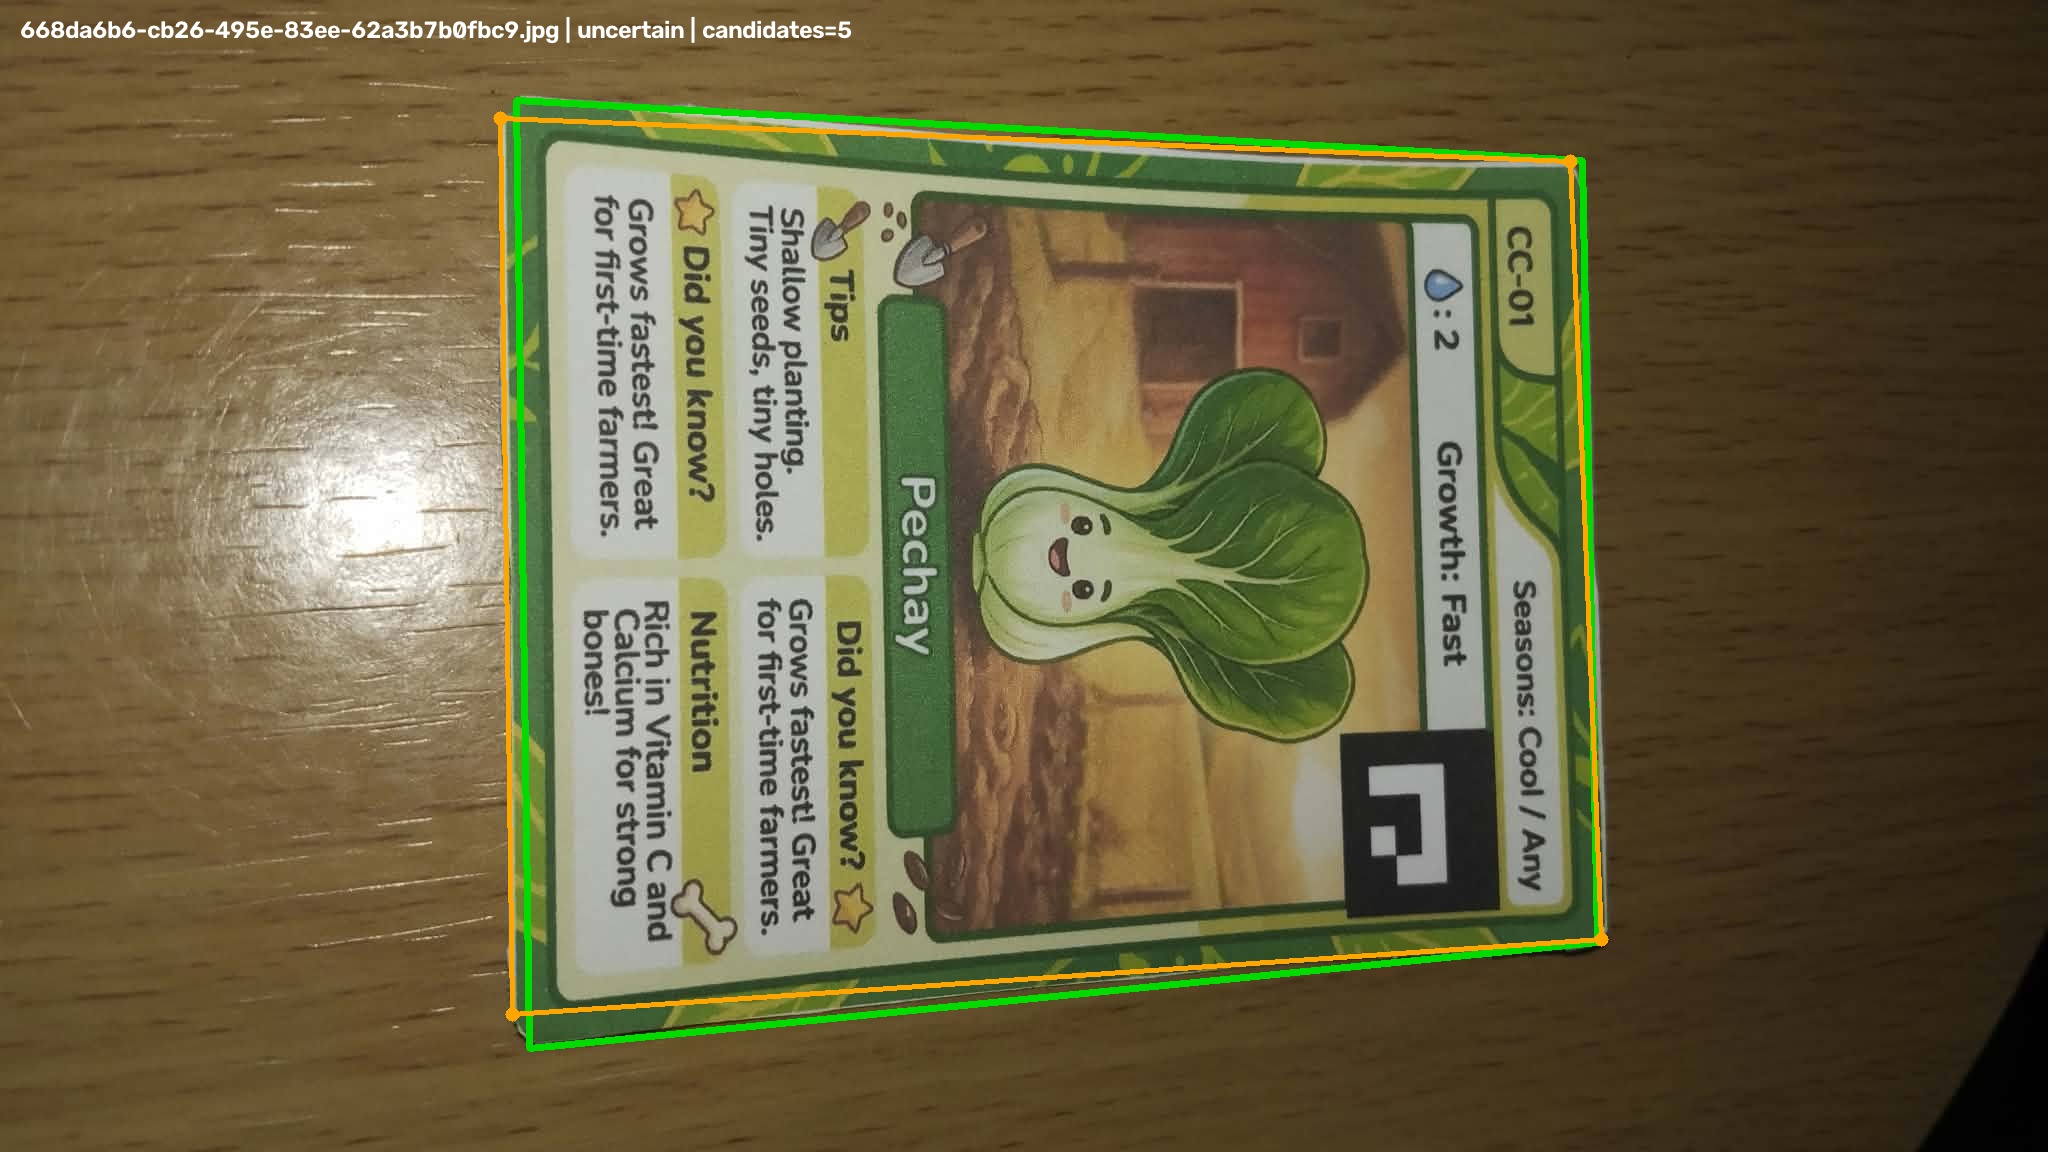 668da6b6-cb26-495e-83ee-62a3b7b0fbc9.jpg | uncertain | candidates=5
CC-01
Seasons: Cool / Any
: 2
Growth: Fast
Pechay
Tips
Shallow planting.
Tiny seeds, tiny holes.
Did you know?
Grows fastest! Great
for first-time farmers.
Did you know?
Grows fastest! Great
for first-time farmers.
Nutrition
Rich in Vitamin C and
Calcium for strong
bones!